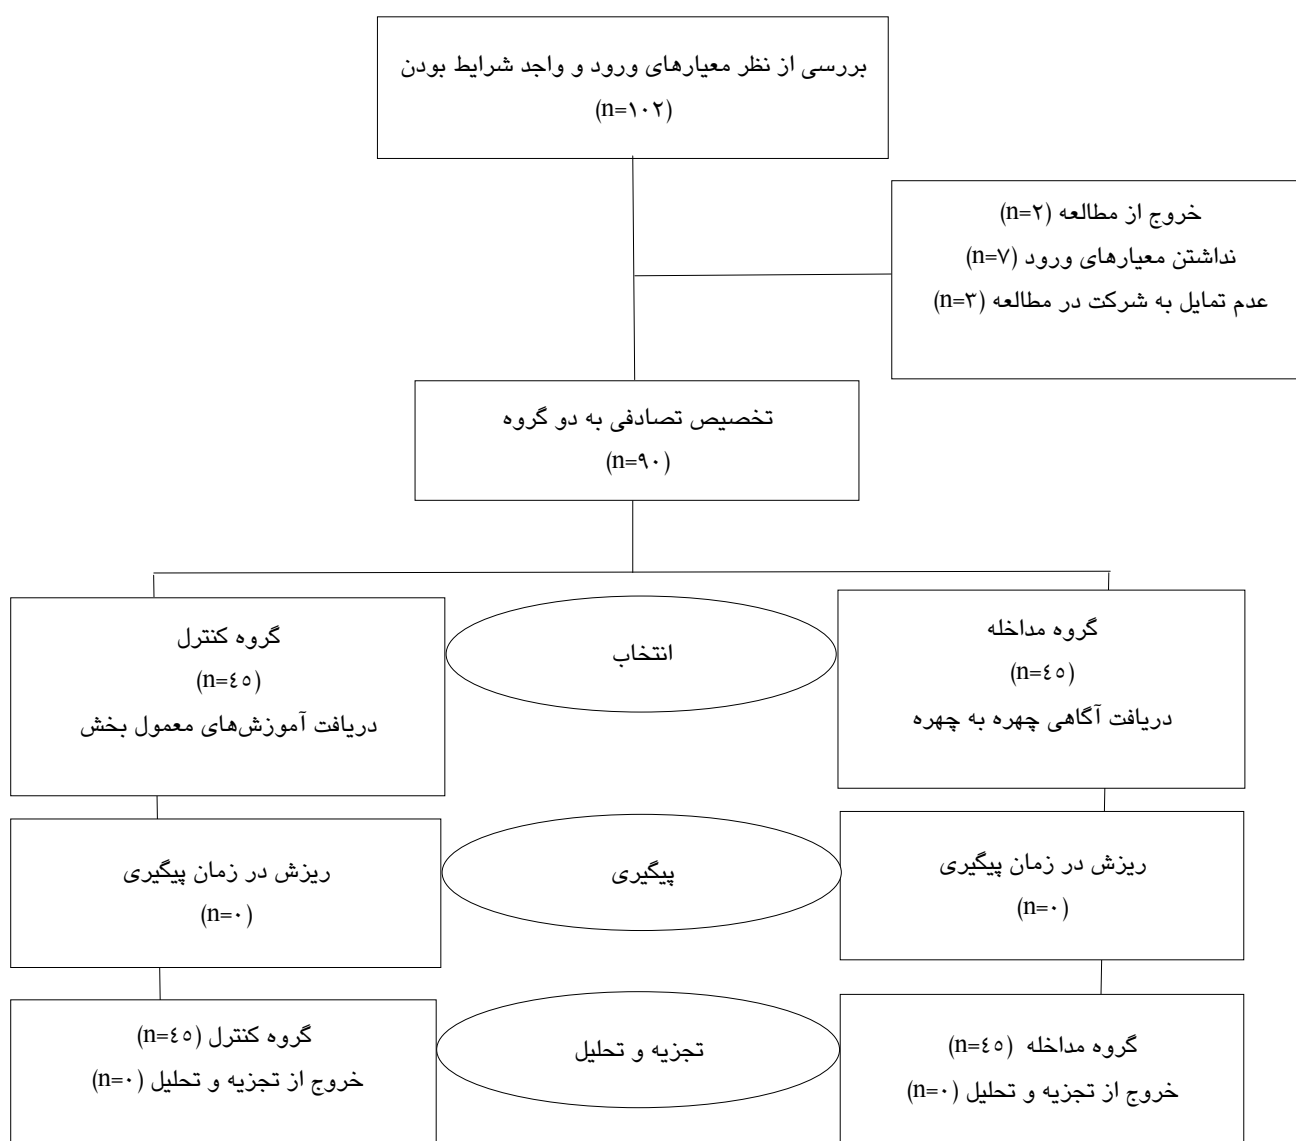 بررسی از نظر معیارهای ورود و واجد شرایط بودن
(n=۱۰۲)
خروج از مطالعه (n=۲)
نداشتن معیارهای ورود (n=۷)
عدم تمایل به شرکت در مطالعه (n=۳)
تخصیص تصادفی به دو گروه
(n=۹۰)
گروه مداخله
(n=٤٥)
دریافت آگاهی چهره به چهره
انتخاب
گروه کنترل
(n=٤٥)
دریافت آموزش‌های معمول بخش
ریزش در زمان پیگیری
(n=۰)
پیگیری
ریزش در زمان پیگیری
(n=۰)
گروه مداخله (n=٤٥)
خروج از تجزیه و تحلیل (n=۰)
تجزیه و تحلیل
گروه کنترل (n=٤٥)
خروج از تجزیه و تحلیل (n=۰)